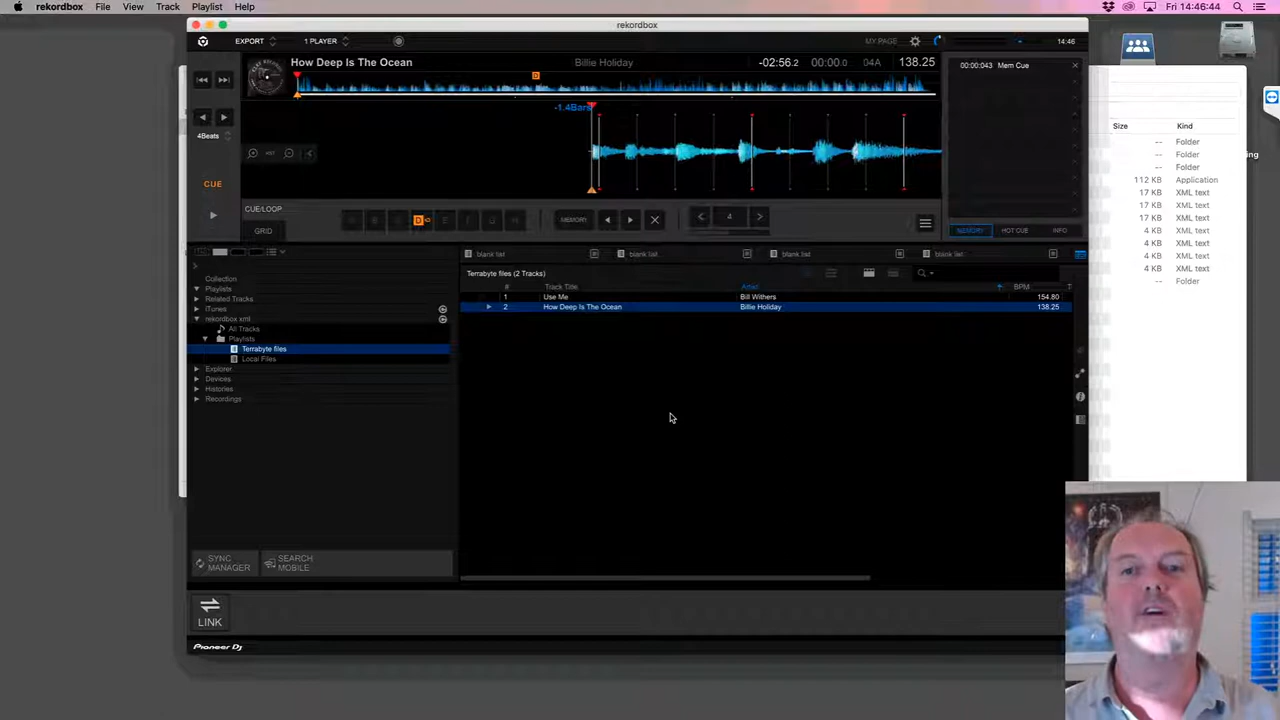 rekordbox File View Track Playlist Help Fri 14:46:44
rekordbox
EXPORT 1 PLAYER MY PAGE 14:46
How Deep Is The Ocean Billie Holiday -02:56.2 00:00.0 04A 138.25
00:00:043 Mem Cue
D
-1.4Bars
4Beats
CUE
CUE/LOOP
GRID
D MEMORY 4
MEMORY HOT CUE INFO
blank list blank list blank list blank list
Terrabyte files (2 Tracks)
# Track Title Artist BPM
1 Use Me Bill Withers 154.80
2 How Deep Is The Ocean Billie Holiday 138.25
Collection
Playlists
Related Tracks
iTunes
rekordbox xml
All Tracks
Playlists
Terrabyte files
Local Files
Explorer
Devices
Histories
Recordings
SYNC MANAGER
SEARCH MOBILE
LINK
Pioneer Dj
Size Kind
-- Folder
-- Folder
-- Folder
112 KB Application
17 KB XML text
17 KB XML text
17 KB XML text
4 KB XML text
4 KB XML text
4 KB XML text
4 KB XML text
-- Folder
ing